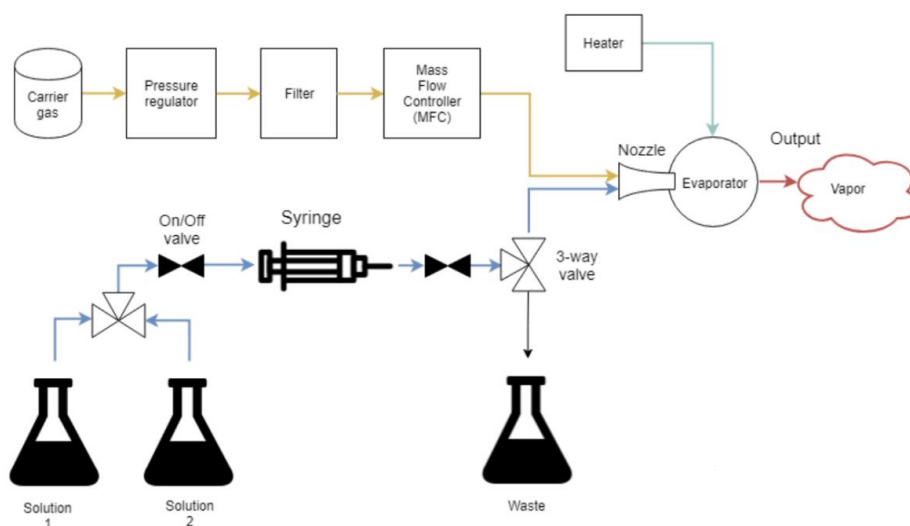 Heater
Carrier
gas
Pressure
regulator
Filter
Mass
Flow
Controller
(MFC)
Nozzle
Evaporator
Output
Vapor
On/Off
valve
Syringe
3-way
valve
Solution
1
Solution
2
Waste